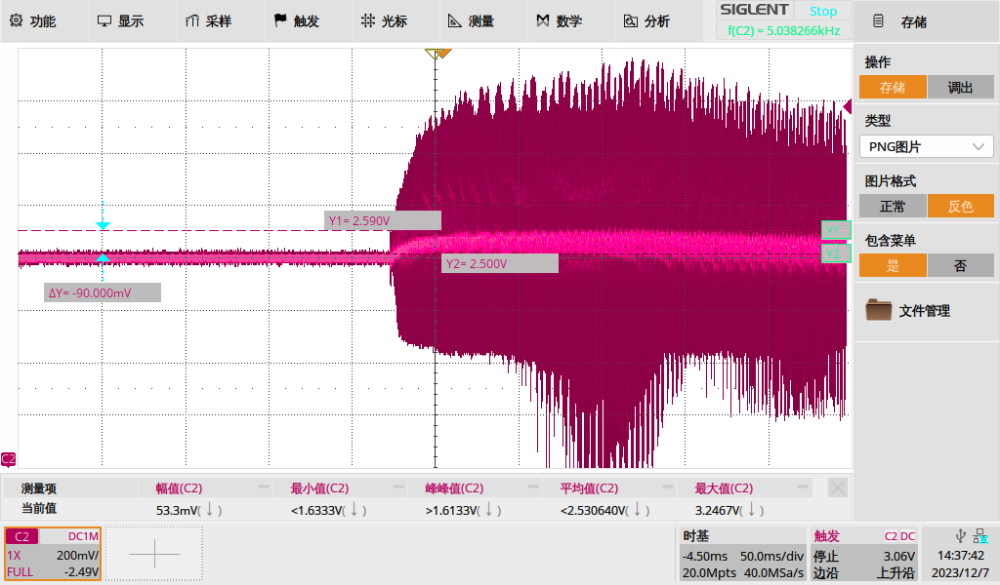 功能 显示 采样 触发 光标 测量 数学 分析 SIGLENT Stop 存储
f(C2) = 5.038266kHz
操作
存储 调出
类型
PNG图片
图片格式
正常 反色
包含菜单
是 否
文件管理
Y1= 2.590V
Y1
Y2
Y2= 2.500V
ΔY= -90.000mV
C2
测量项 幅值(C2) 最小值(C2) 峰峰值(C2) 平均值(C2) 最大值(C2)
当前值 53.3mV(↓) <1.6333V(↓) >1.6133V(↓) <2.530640V(↓) 3.2467V(↓)
C2 DC1M
1X 200mV/
FULL -2.49V
时基
-4.50ms 50.0ms/div
20.0Mpts 40.0MSa/s
触发 C2 DC
停止 3.06V
边沿 上升沿
14:37:42
2023/12/7